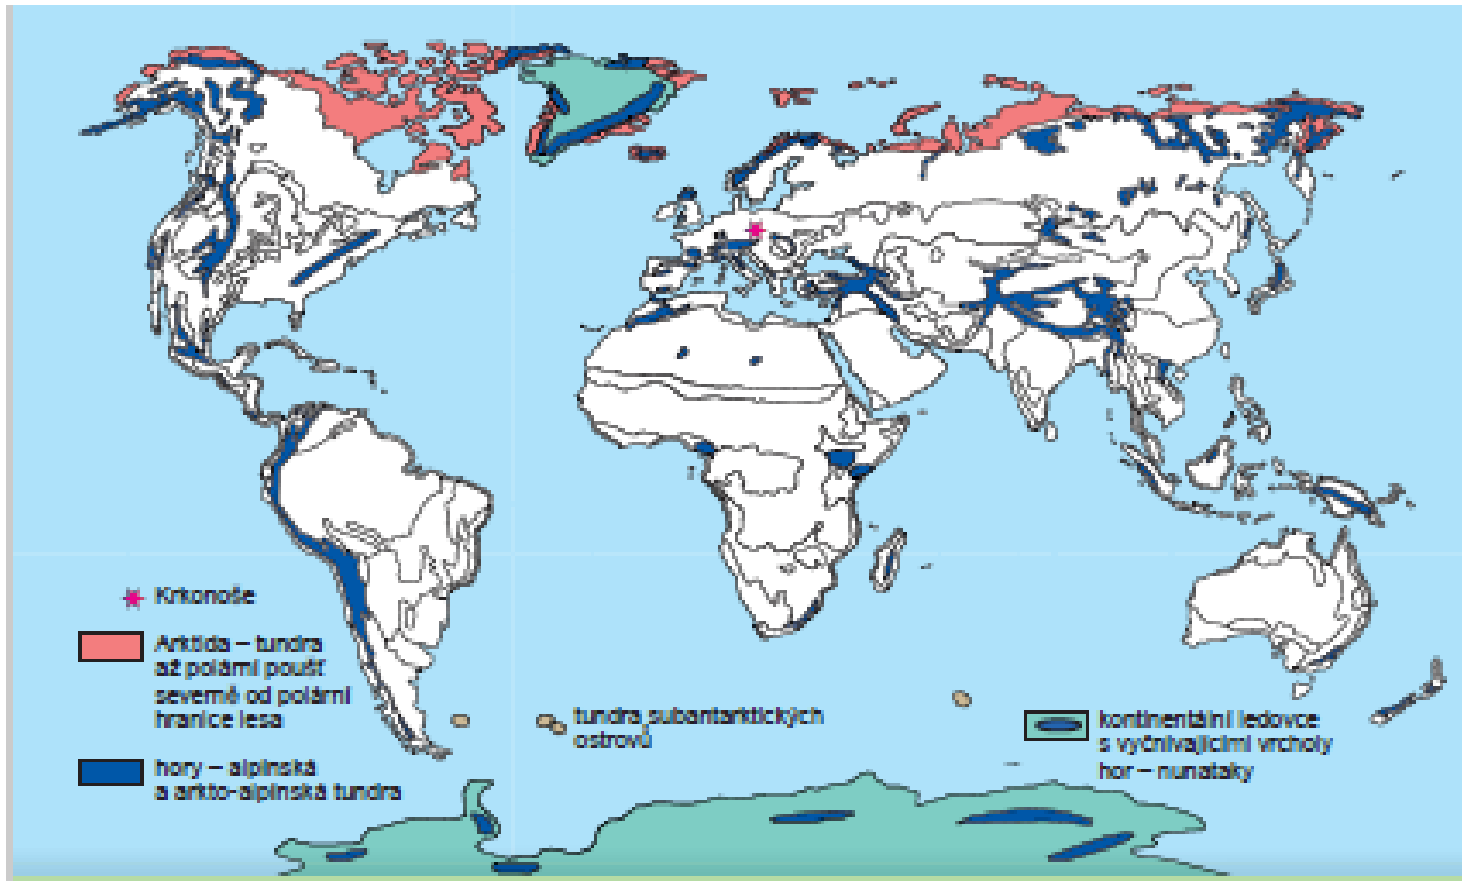 Krkonoše
Arktida – tundra
až polární poušť
severně od polární
hranice lesa
hory – alpinská
a arkto-alpinská tundra
tundra subantarktických
ostrovů
kontinentální ledovce
s vyčnívajícími vrcholy
hor – nunataky